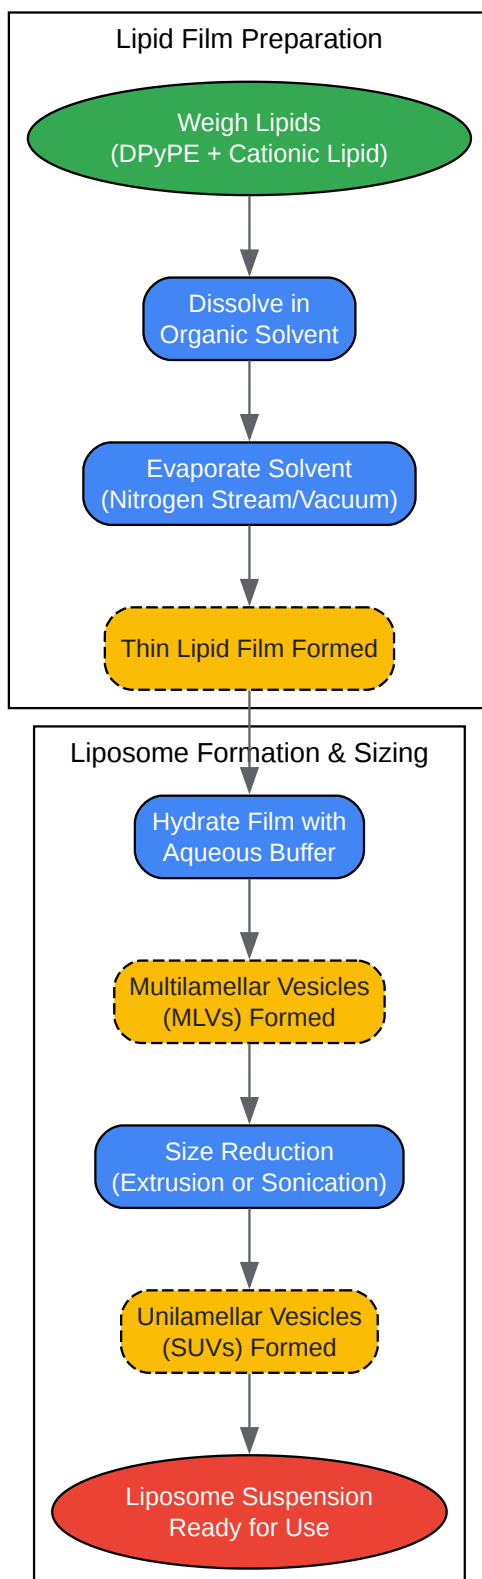 Lipid Film Preparation
Weigh Lipids
(DPyPE + Cationic Lipid)
Dissolve in
Organic Solvent
Evaporate Solvent
(Nitrogen Stream/Vacuum)
Thin Lipid Film Formed
Liposome Formation & Sizing
Hydrate Film with
Aqueous Buffer
Multilamellar Vesicles
(MLVs) Formed
Size Reduction
(Extrusion or Sonication)
Unilamellar Vesicles
(SUVs) Formed
Liposome Suspension
Ready for Use